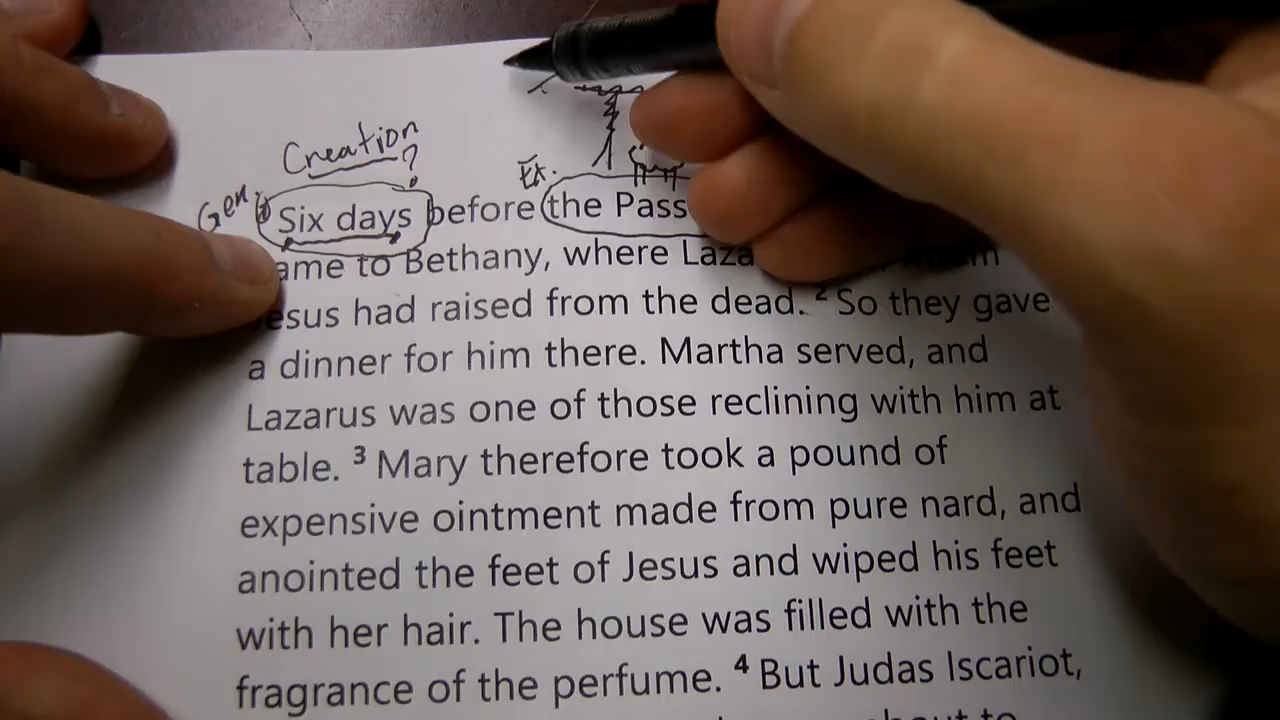 Creation
?
Ex.
Gen:
Six days before the Pass
ame to Bethany, where Laza
Jesus had raised from the dead. ² So they gave
a dinner for him there. Martha served, and
Lazarus was one of those reclining with him at
table. ³ Mary therefore took a pound of
expensive ointment made from pure nard, and
anointed the feet of Jesus and wiped his feet
with her hair. The house was filled with the
fragrance of the perfume. ⁴ But Judas Iscariot,